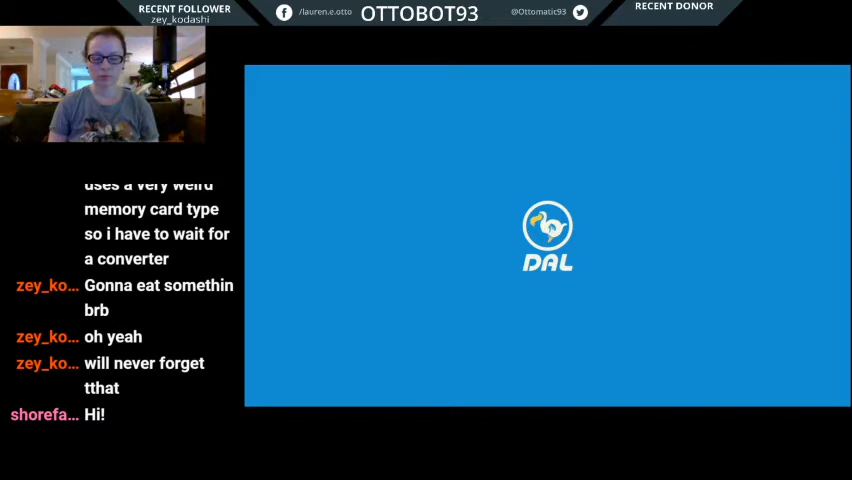 RECENT FOLLOWER
zey_kodashi
/lauren.e.otto
OTTOBOT93
@Ottomatic93
RECENT DONOR
uses a very weird
memory card type
so i have to wait for
a converter
zey_ko... Gonna eat somethin
brb
zey_ko... oh yeah
zey_ko... will never forget
tthat
shorefa... Hi!
DAL